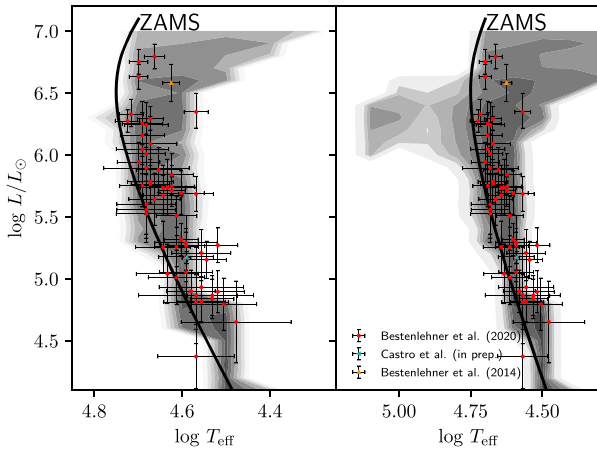 ZAMS
ZAMS
7.0
6.5
6.0
5.5
5.0
4.5
log L/L⊙
Bestenlehner et al. (2020)
Castro et al. (in prep.)
Bestenlehner et al. (2014)
4.8 4.6 4.4
5.00 4.75 4.50
log Teff
log Teff